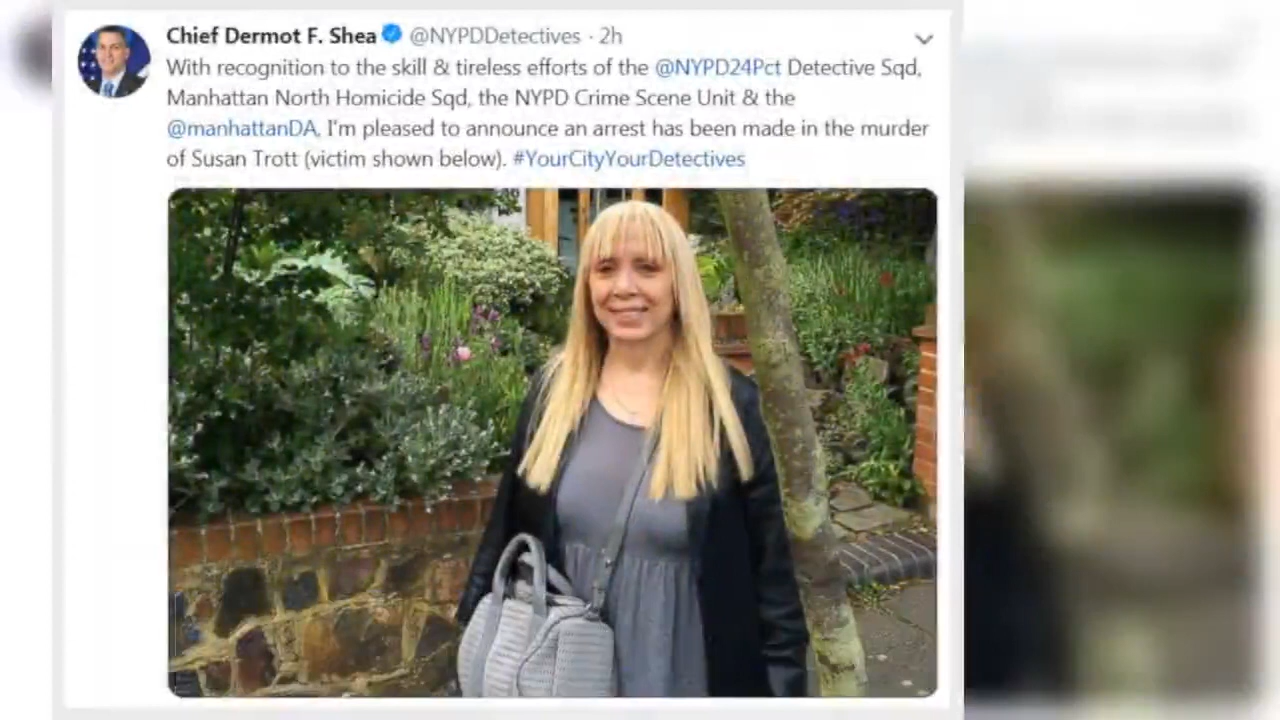 Chief Dermot F. Shea @NYPDDetectives · 2h
With recognition to the skill & tireless efforts of the @NYPD24Pct Detective Sqd,
Manhattan North Homicide Sqd, the NYPD Crime Scene Unit & the
@manhattanDA, I'm pleased to announce an arrest has been made in the murder
of Susan Trott (victim shown below). #YourCityYourDetectives